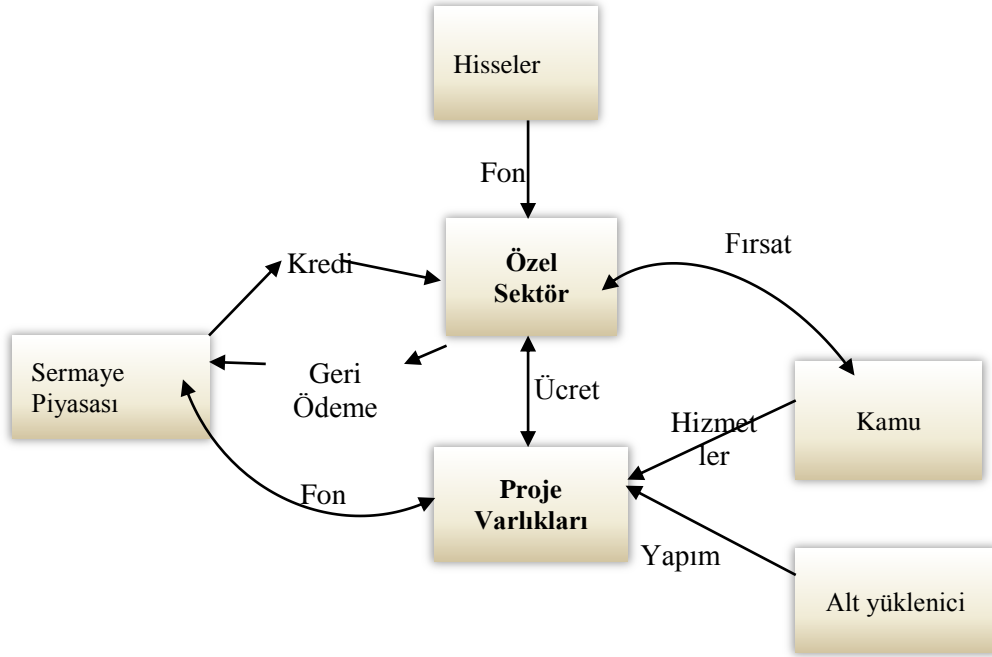 Hisseler
Fon
Fırsat
Kredi
Özel
Sektör
Sermaye
Piyasası
Geri
Ödeme
Ücret
Hizmet
ler
Kamu
Fon
Proje
Varlıkları
Yapım
Alt yüklenici